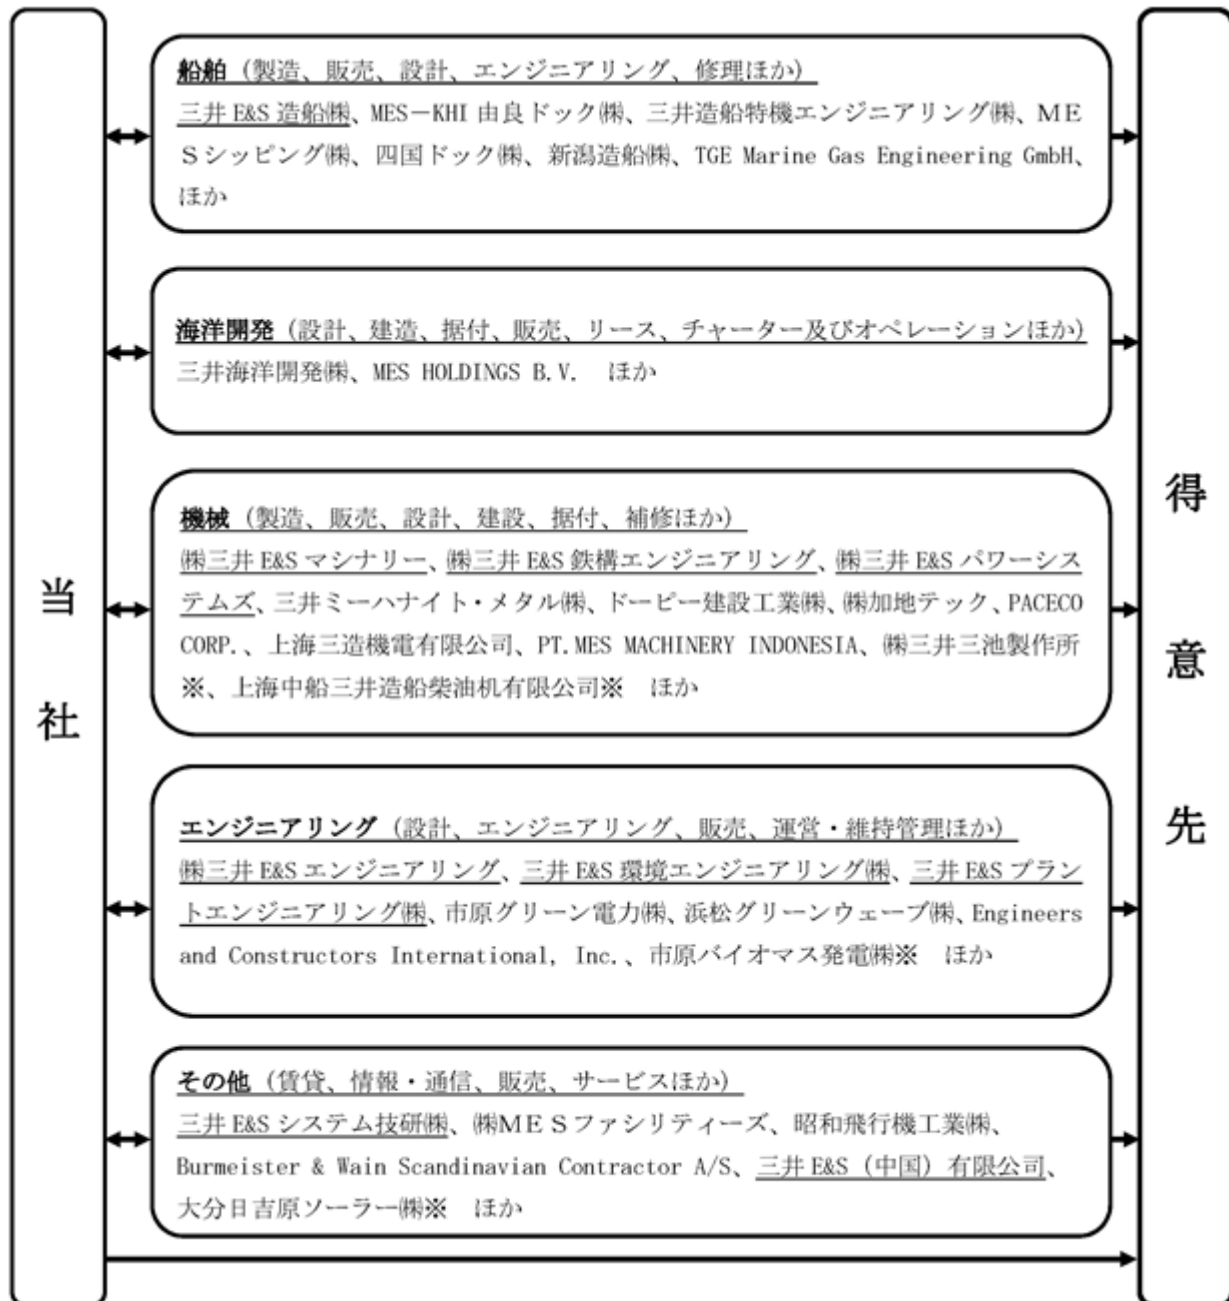 当社
船舶（製造、販売、設計、エンジニアリング、修理ほか）
三井 E&S 造船㈱、MES－KHI 由良ドック㈱、三井造船特機エンジニアリング㈱、ＭＥ
Ｓシッピング㈱、四国ドック㈱、新潟造船㈱、TGE Marine Gas Engineering GmbH、
ほか
海洋開発（設計、建造、据付、販売、リース、チャーター及びオペレーションほか）
三井海洋開発㈱、MES HOLDINGS B.V.　ほか
機械（製造、販売、設計、建設、据付、補修ほか）
㈱三井 E&S マシナリー、㈱三井 E&S 鉄構エンジニアリング、㈱三井 E&S パワーシス
テムズ、三井ミーハナイト・メタル㈱、ドーピー建設工業㈱、㈱加地テック、PACECO
CORP.、上海三造機電有限公司、PT.MES MACHINERY INDONESIA、㈱三井三池製作所
※、上海中船三井造船柴油机有限公司※　ほか
エンジニアリング（設計、エンジニアリング、販売、運営・維持管理ほか）
㈱三井 E&S エンジニアリング、三井 E&S 環境エンジニアリング㈱、三井 E&S プラン
トエンジニアリング㈱、市原グリーン電力㈱、浜松グリーンウェーブ㈱、Engineers
and Constructors International, Inc.、市原バイオマス発電㈱※　ほか
その他（賃貸、情報・通信、販売、サービスほか）
三井 E&S システム技研㈱、㈱ＭＥＳファシリティーズ、昭和飛行機工業㈱、
Burmeister & Wain Scandinavian Contractor A/S、三井 E&S（中国）有限公司、
大分日吉原ソーラー㈱※　ほか
得意先